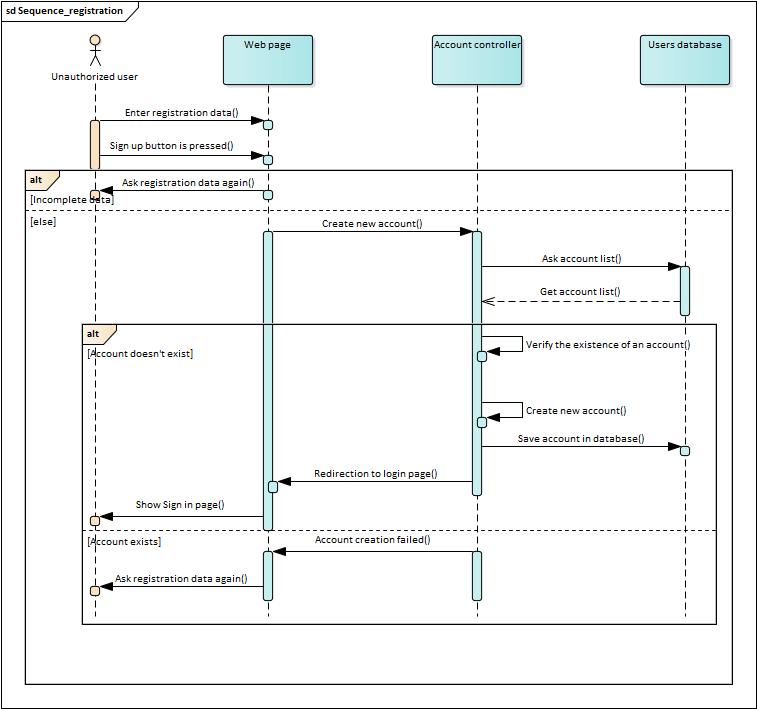 sd Sequence_registration
Unauthorized user
Web page
Account controller
Users database
Enter registration data()
Sign up button is pressed()
alt
Ask registration data again()
[Incomplete data]
[else]
Create new account()
Ask account list()
Get account list()
alt
[Account doesn't exist]
Verify the existence of an account()
Create new account()
Save account in database()
Redirection to login page()
Show Sign in page()
[Account exists]
Account creation failed()
Ask registration data again()